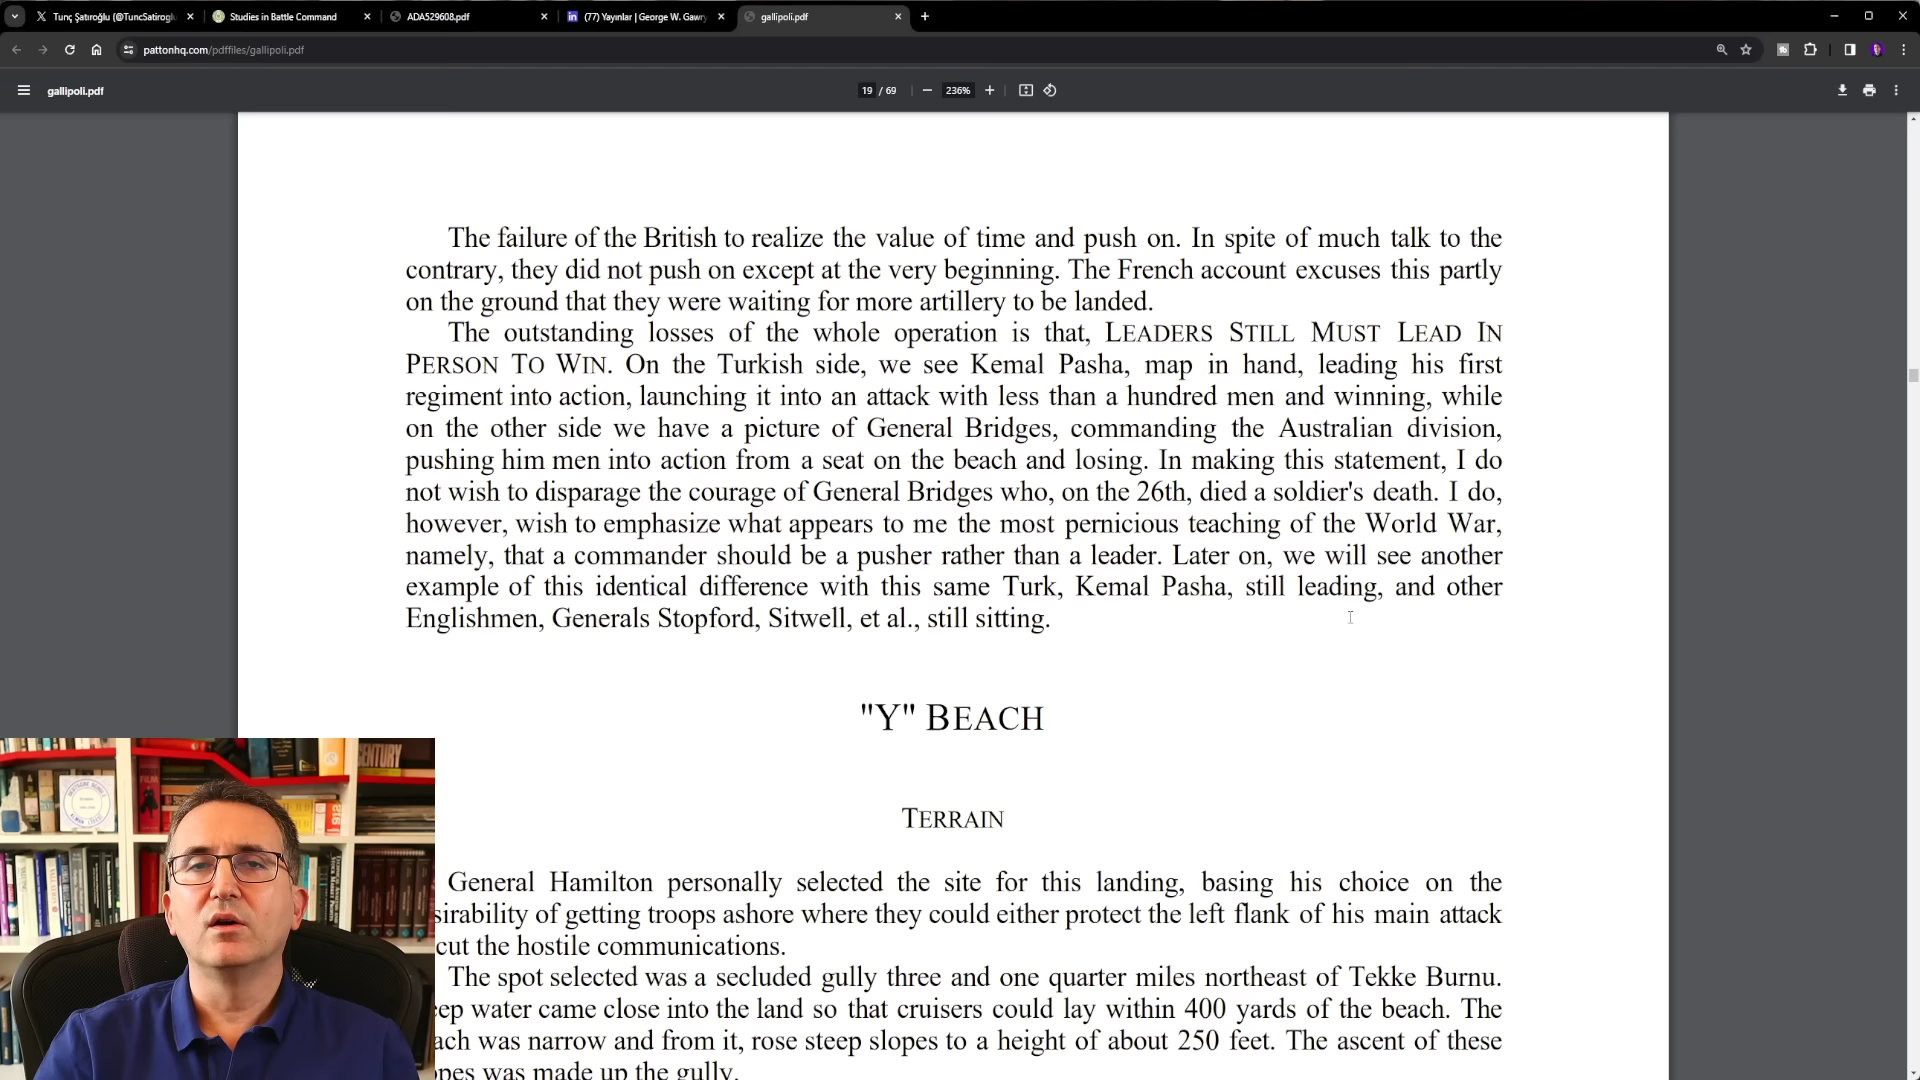 Tunç Şatıroğlu (@TuncSatiroglu
Studies in Battle Command
ADA529608.pdf
(77) Yayınlar | George W. Gawry
gallipoli.pdf
pattonhq.com/pdffiles/gallipoli.pdf
gallipoli.pdf
19 / 69
236%
The failure of the British to realize the value of time and push on. In spite of much talk to the
contrary, they did not push on except at the very beginning. The French account excuses this partly
on the ground that they were waiting for more artillery to be landed.
The outstanding losses of the whole operation is that, LEADERS STILL MUST LEAD IN
PERSON TO WIN. On the Turkish side, we see Kemal Pasha, map in hand, leading his first
regiment into action, launching it into an attack with less than a hundred men and winning, while
on the other side we have a picture of General Bridges, commanding the Australian division,
pushing him men into action from a seat on the beach and losing. In making this statement, I do
not wish to disparage the courage of General Bridges who, on the 26th, died a soldier's death. I do,
however, wish to emphasize what appears to me the most pernicious teaching of the World War,
namely, that a commander should be a pusher rather than a leader. Later on, we will see another
example of this identical difference with this same Turk, Kemal Pasha, still leading, and other
Englishmen, Generals Stopford, Sitwell, et al., still sitting.
"Y" BEACH
TERRAIN
General Hamilton personally selected the site for this landing, basing his choice on the
sirability of getting troops ashore where they could either protect the left flank of his main attack
cut the hostile communications.
The spot selected was a secluded gully three and one quarter miles northeast of Tekke Burnu.
eep water came close into the land so that cruisers could lay within 400 yards of the beach. The
ach was narrow and from it, rose steep slopes to a height of about 250 feet. The ascent of these
opes was made up the gully.
CENTURY